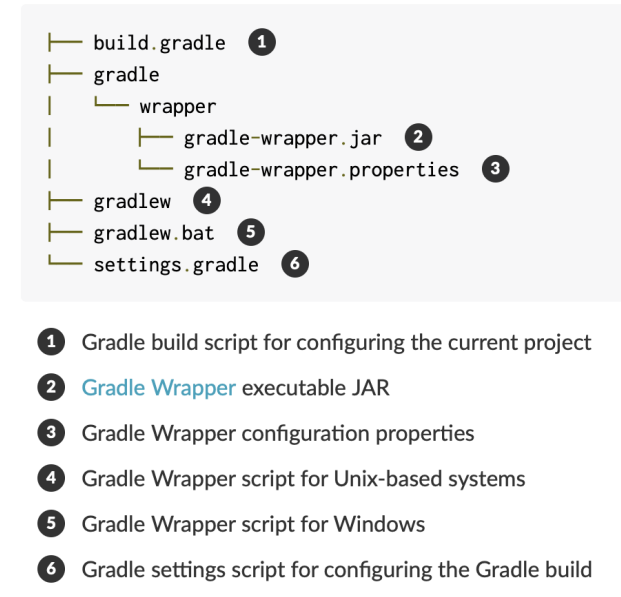 ├── build.gradle 1
├── gradle
│   └── wrapper
│       ├── gradle-wrapper.jar 2
│       └── gradle-wrapper.properties 3
├── gradlew 4
├── gradlew.bat 5
└── settings.gradle 6
1 Gradle build script for configuring the current project
2 Gradle Wrapper executable JAR
3 Gradle Wrapper configuration properties
4 Gradle Wrapper script for Unix-based systems
5 Gradle Wrapper script for Windows
6 Gradle settings script for configuring the Gradle build